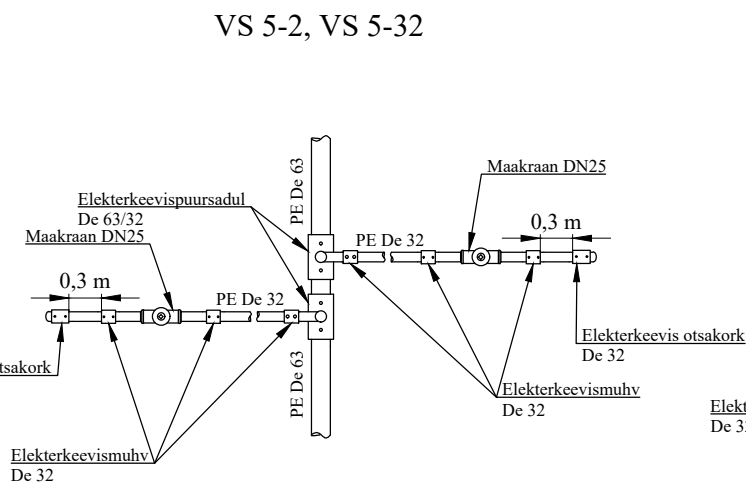 VS 5-2, VS 5-32
PE De 63
Maakraan DN25
Elekterkeevispuursadul
De 63/32
Maakraan DN25
0,3 m
PE De 32
0,3 m
PE De 32
Elekterkeevis otsakork
De 32
otsakork
PE De 63
Elekterkeevismuhv
De 32
Elekterkeevismuhv
De 32